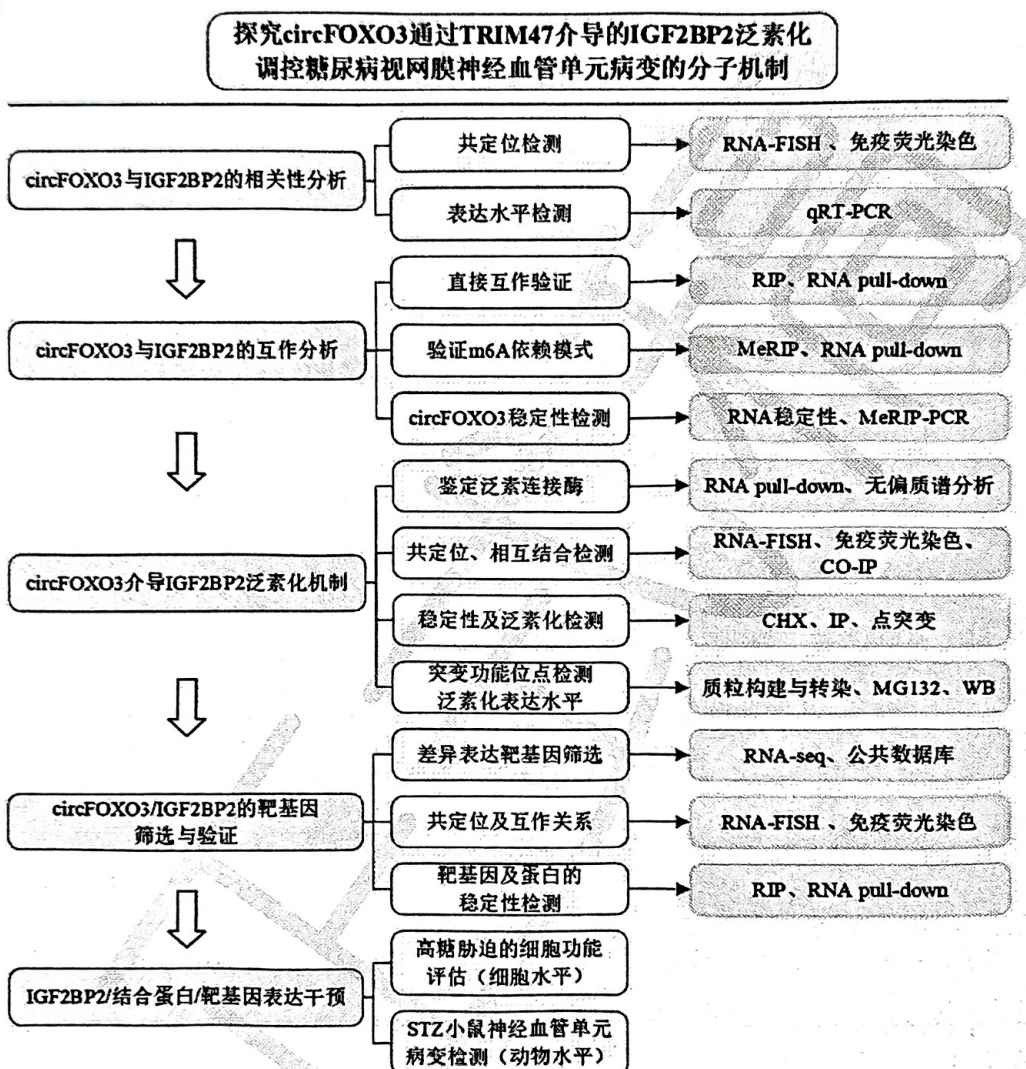 探究circFOXO3通过TRIM47介导的IGF2BP2泛素化
调控糖尿病视网膜神经血管单元病变的分子机制
circFOXO3与IGF2BP2的相关性分析
共定位检测
RNA-FISH 、免疫荧光染色
表达水平检测
qRT-PCR
circFOXO3与IGF2BP2的互作分析
直接互作验证
RIP、RNA pull-down
验证m6A依赖模式
MeRIP、RNA pull-down
circFOXO3稳定性检测
RNA稳定性、MeRIP-PCR
circFOXO3介导IGF2BP2泛素化机制
鉴定泛素连接酶
RNA pull-down、无偏质谱分析
共定位、相互结合检测
RNA-FISH、免疫荧光染色、
CO-IP
稳定性及泛素化检测
CHX、IP、点突变
突变功能位点检测
泛素化表达水平
质粒构建与转染、MG132、WB
circFOXO3/IGF2BP2的靶基因
筛选与验证
差异表达靶基因筛选
RNA-seq、公共数据库
共定位及互作关系
RNA-FISH 、免疫荧光染色
靶基因及蛋白的
稳定性检测
RIP、RNA pull-down
IGF2BP2/结合蛋白/靶基因表达干预
高糖胁迫的细胞功能
评估（细胞水平）
STZ小鼠神经血管单元
病变检测（动物水平）